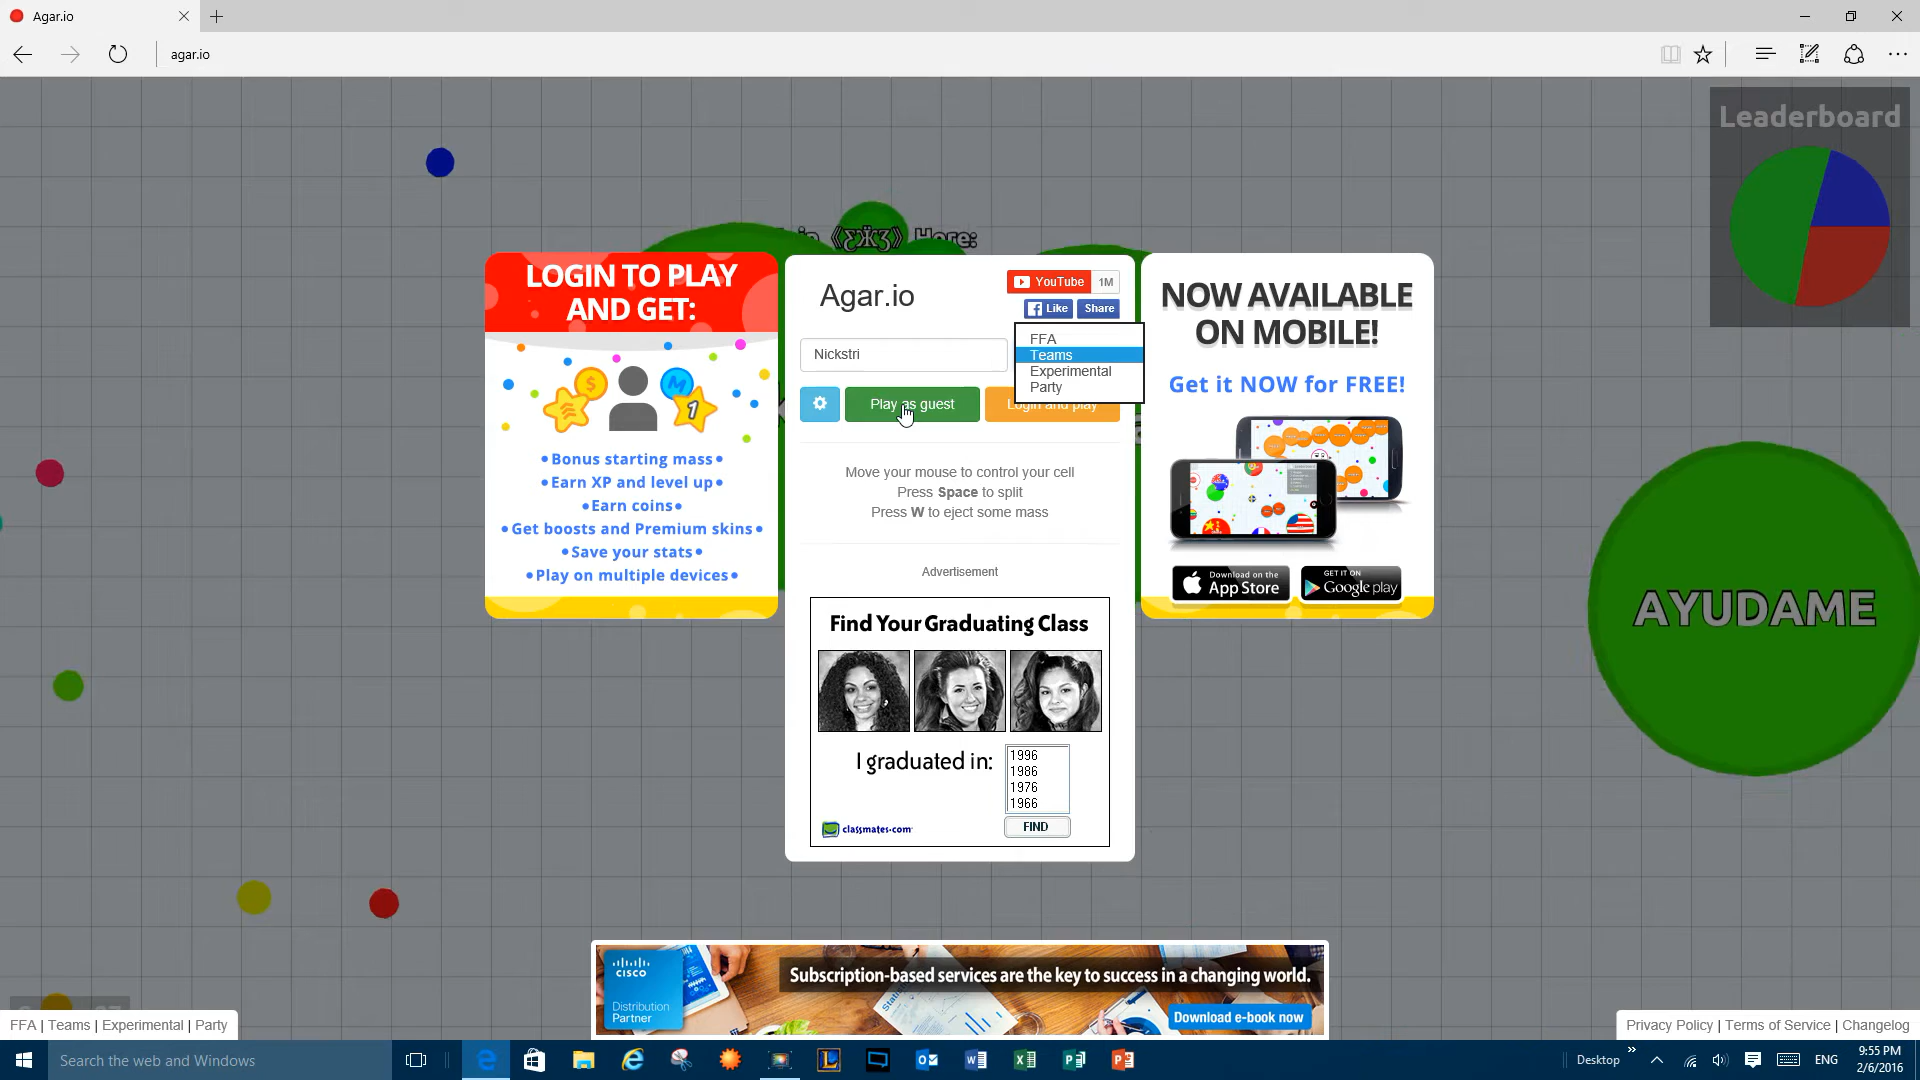 Agar.io
agar.io
Leaderboard
Here:
LOGIN TO PLAY
AND GET:
•Bonus starting mass•
•Earn XP and level up•
•Earn coins•
•Get boosts and Premium skins•
•Save your stats•
•Play on multiple devices•
Agar.io
YouTube 1M
Like Share
Nickstri
FFA
Teams
Experimental
Party
Play as guest
Login and play
Move your mouse to control your cell
Press Space to split
Press W to eject some mass
Advertisement
Find Your Graduating Class
I graduated in:
1996
1986
1976
1966
FIND
classmates.com
NOW AVAILABLE
ON MOBILE!
Get it NOW for FREE!
Download on the
App Store
GET IT ON
Google play
AYUDAME
CISCO
Distribution
Partner
Subscription-based services are the key to success in a changing world.
Download e-book now
FFA | Teams | Experimental | Party
Privacy Policy | Terms of Service | Changelog
Search the web and Windows
Desktop
ENG
9:55 PM
2/6/2016